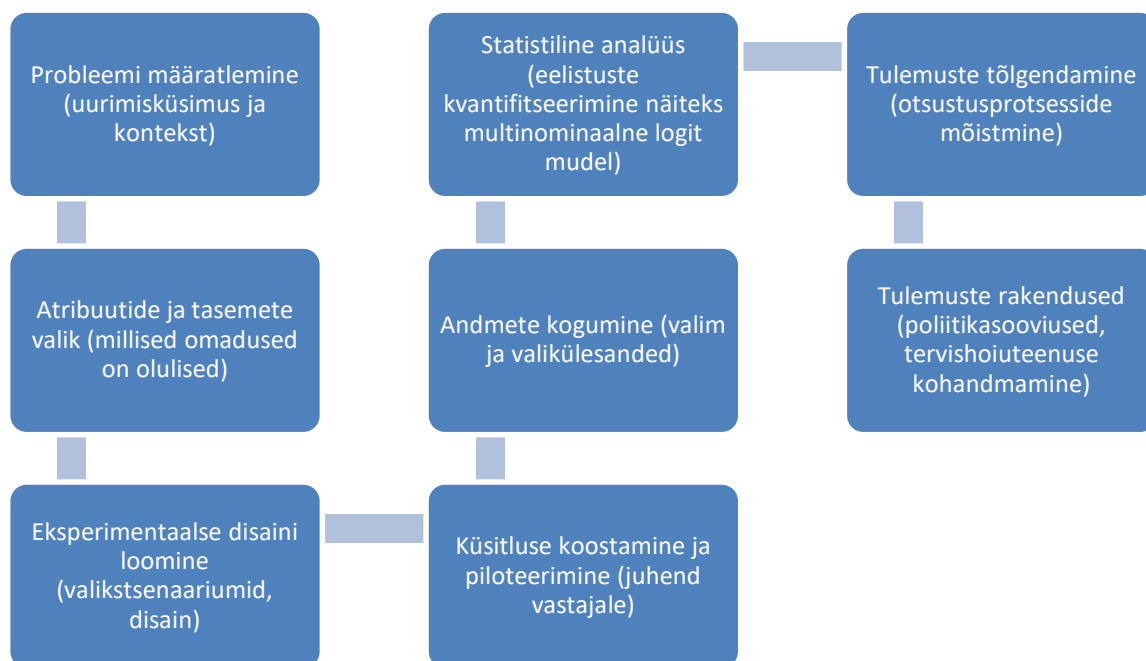 Probleemi määratlemine
(uurimisküsimus ja
kontekst)
Atribuutide ja tasemete
valik (millised omadused
on olulised)
Eksperimentaalse disaini
loomine
(valikstsenaariumid,
disain)
Küsitluse koostamine ja
piloteerimine (juhend
vastajale)
Andmete kogumine (valim
ja valikülesanded)
Statistiline analüüs
(eelistuste
kvantifitseerimine näiteks
multinominaalne logit
mudel)
Tulemuste tõlgendamine
(otsustusprotsesside
mõistmine)
Tulemuste rakendused
(poliitikasooviused,
tervishoiuteenuse
kohandmamine)